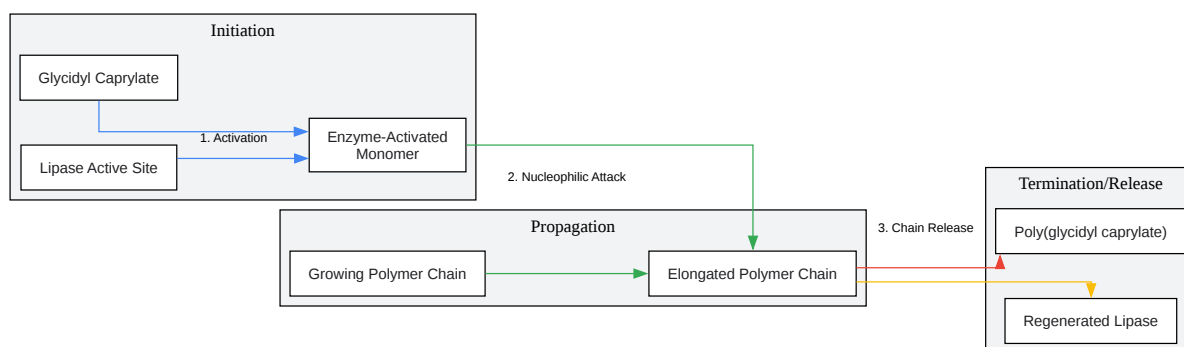 Initiation
Glycidyl Caprylate
1. Activation
Enzyme-Activated
Monomer
Lipase Active Site
2. Nucleophilic Attack
Propagation
Growing Polymer Chain
Elongated Polymer Chain
3. Chain Release
Termination/Release
Poly(glycidyl caprylate)
Regenerated Lipase